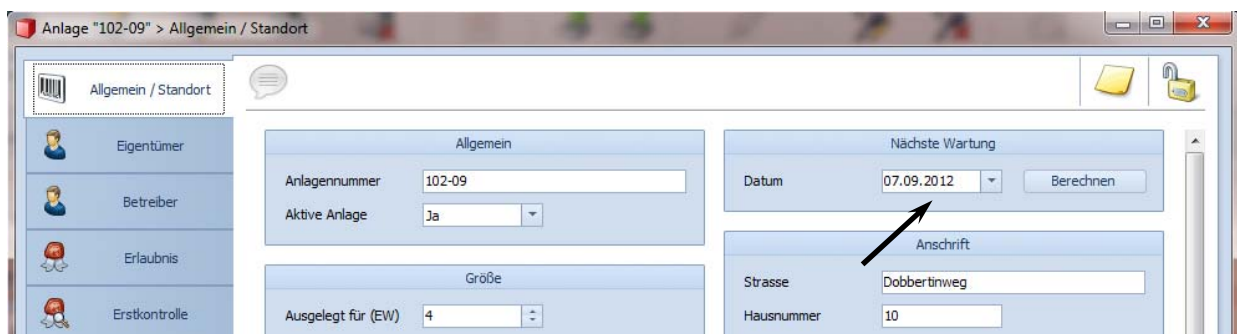 Anlage "102-09" > Allgemein / Standort
Allgemein / Standort
Eigentümer
Betreiber
Erlaubnis
Erstkontrolle
Allgemein
Anlagennummer 102-09
Aktive Anlage Ja
Größe
Ausgelegt für (EW) 4
Nächste Wartung
Datum 07.09.2012 Berechnen
Anschrift
Strasse Dobbertinweg
Hausnummer 10